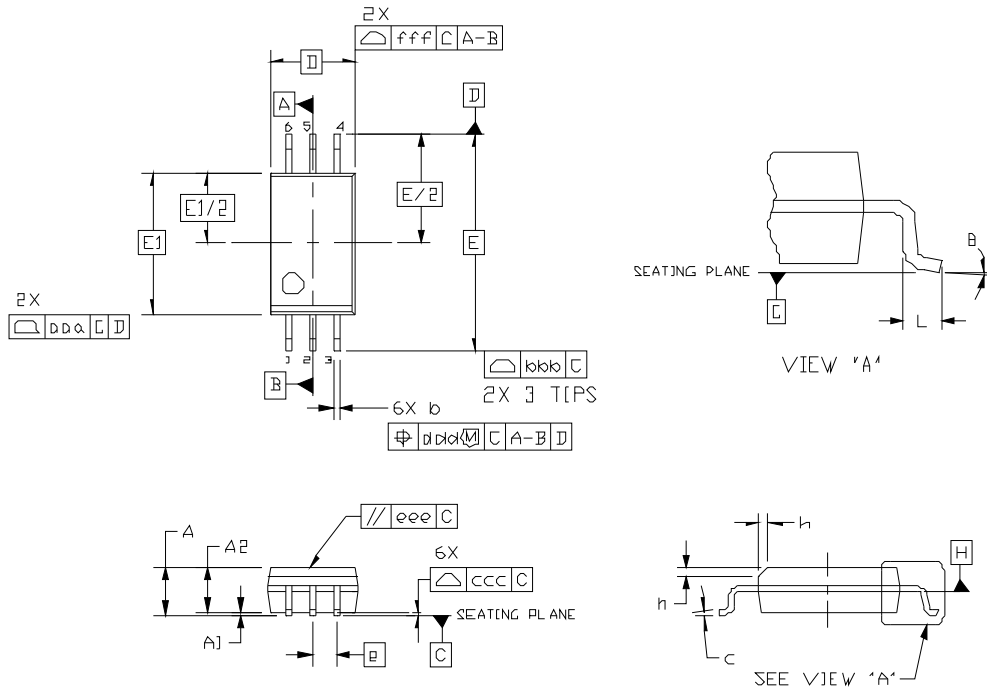 2X
fff C A-B
D
A
D
6 5 4
E1/2
E/2
E1
E
2X
C D
1 2 3
B
bbb C
2X 3 TIPS
6X b
ddd M C A-B D
SEATING PLANE
C
L
VIEW "A"
eee C
A
A2
6X
ccc C
SEATING PLANE
A1
e
C
h
H
h
c
SEE VIEW "A"